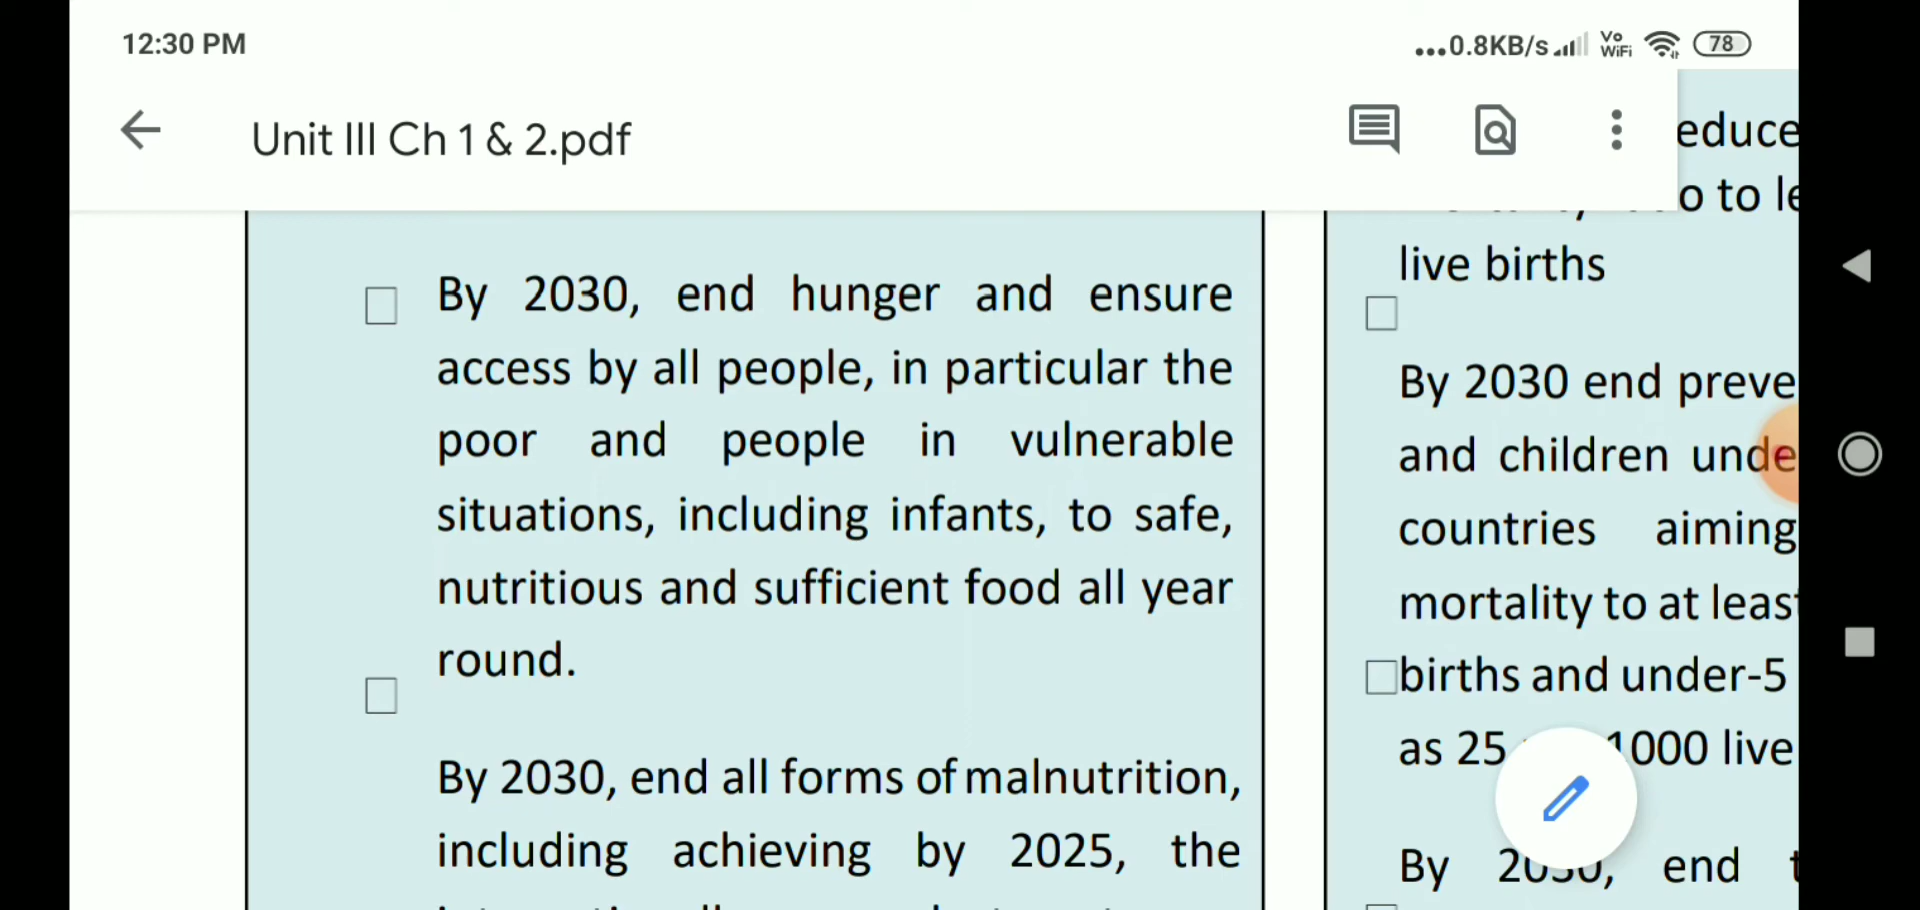 12:30 PM
...0.8KB/s Vo WiFi 78
Unit III Ch 1 & 2.pdf
By 2030, end hunger and ensure
access by all people, in particular the
poor and people in vulnerable
situations, including infants, to safe,
nutritious and sufficient food all year
round.
By 2030, end all forms of malnutrition,
including achieving by 2025, the
educe
o to le
live births
By 2030 end preve
and children unde
countries aiming
mortality to at least
births and under-5
as 25 1000 live
By 2030, end t